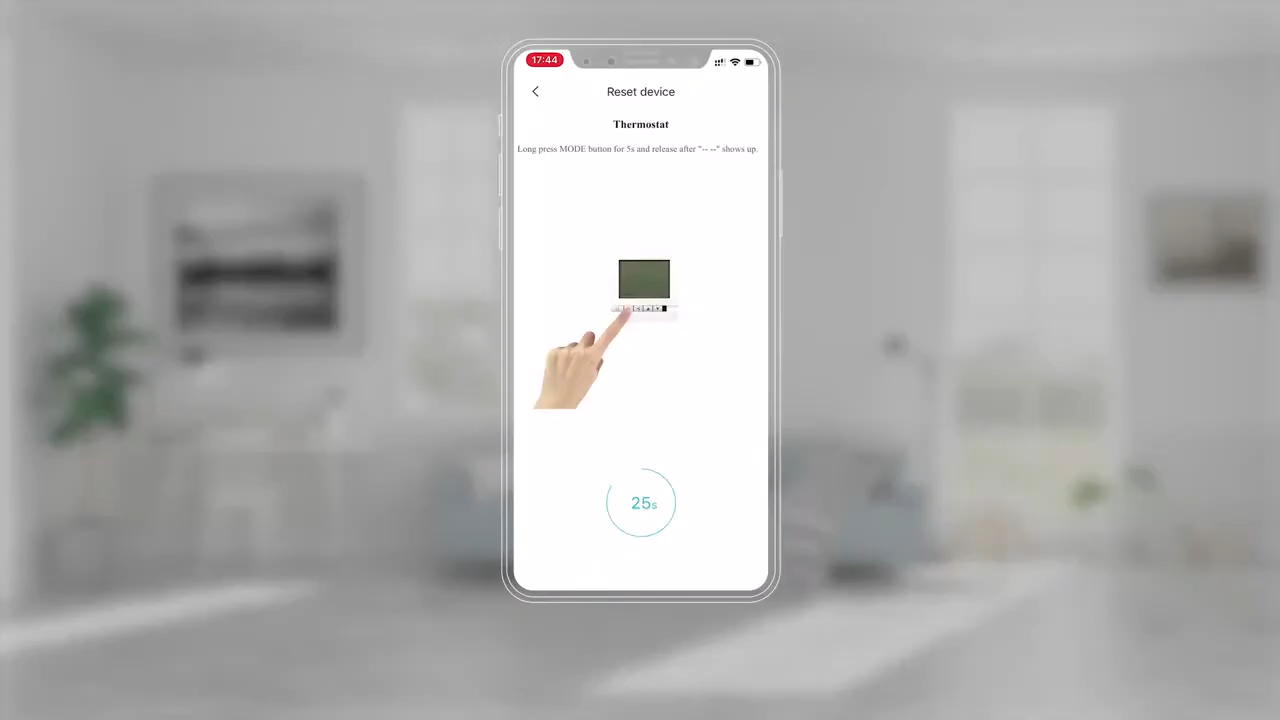 17:44
Reset device
Thermostat
Long press MODE button for 5s and release after "-- --" shows up.
25s